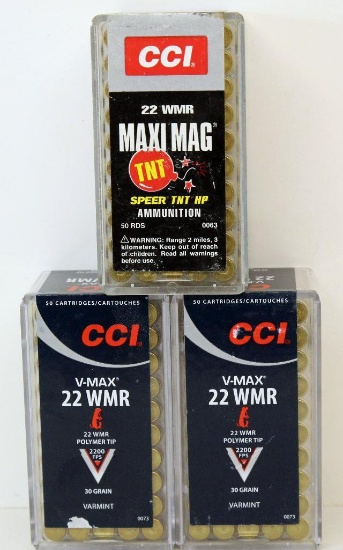 CCI
22 WMR
MAXI MAG®
TNT
SPEER TNT HP
AMMUNITION
50 RDS 0063
WARNING: Range 2 miles, 3
kilometers. Keep out of reach
of children. Read all warnings
before use.
50 CARTRIDGES/CARTOUCHES
CCI
V-MAX®
22 WMR
22 WMR
POLYMER TIP
2200
FPS
30 GRAIN
VARMINT
0073
50 CARTRIDGES/CARTOUCHES
CCI
V-MAX®
22 WMR
22 WMR
POLYMER TIP
2200
FPS
30 GRAIN
VARMINT
0073